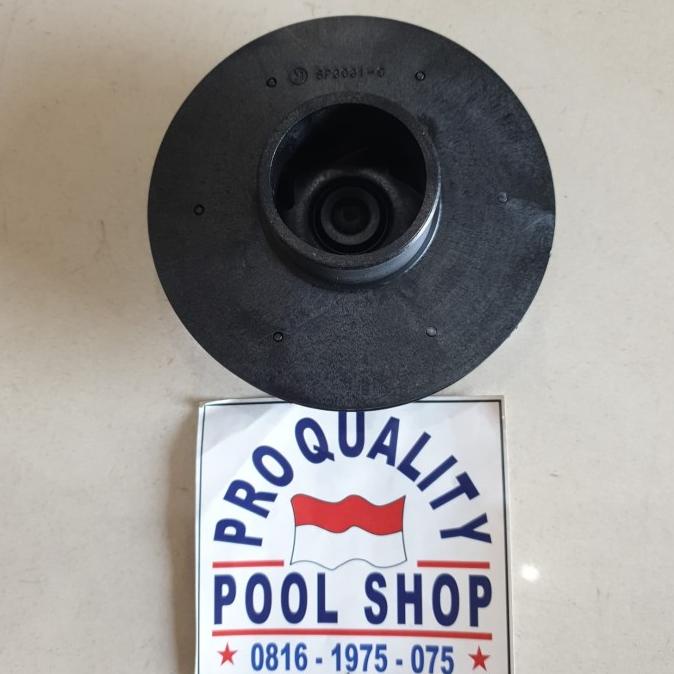 PRO QUALITY
POOL SHOP
0816 - 1975 - 075